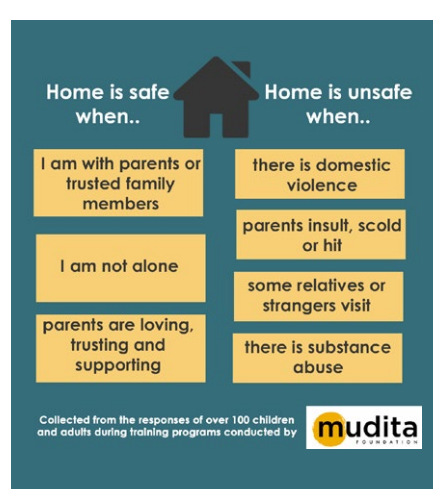 Home is safe
when..
I am with parents or
trusted family
members
I am not alone
parents are loving,
trusting and
supporting
Home is unsafe
when..
there is domestic
violence
parents insult, scold
or hit
some relatives or
strangers visit
there is substance
abuse
Collected from the responses of over 100 children
and adults during training programs conducted by
mudita
FOUNDATION